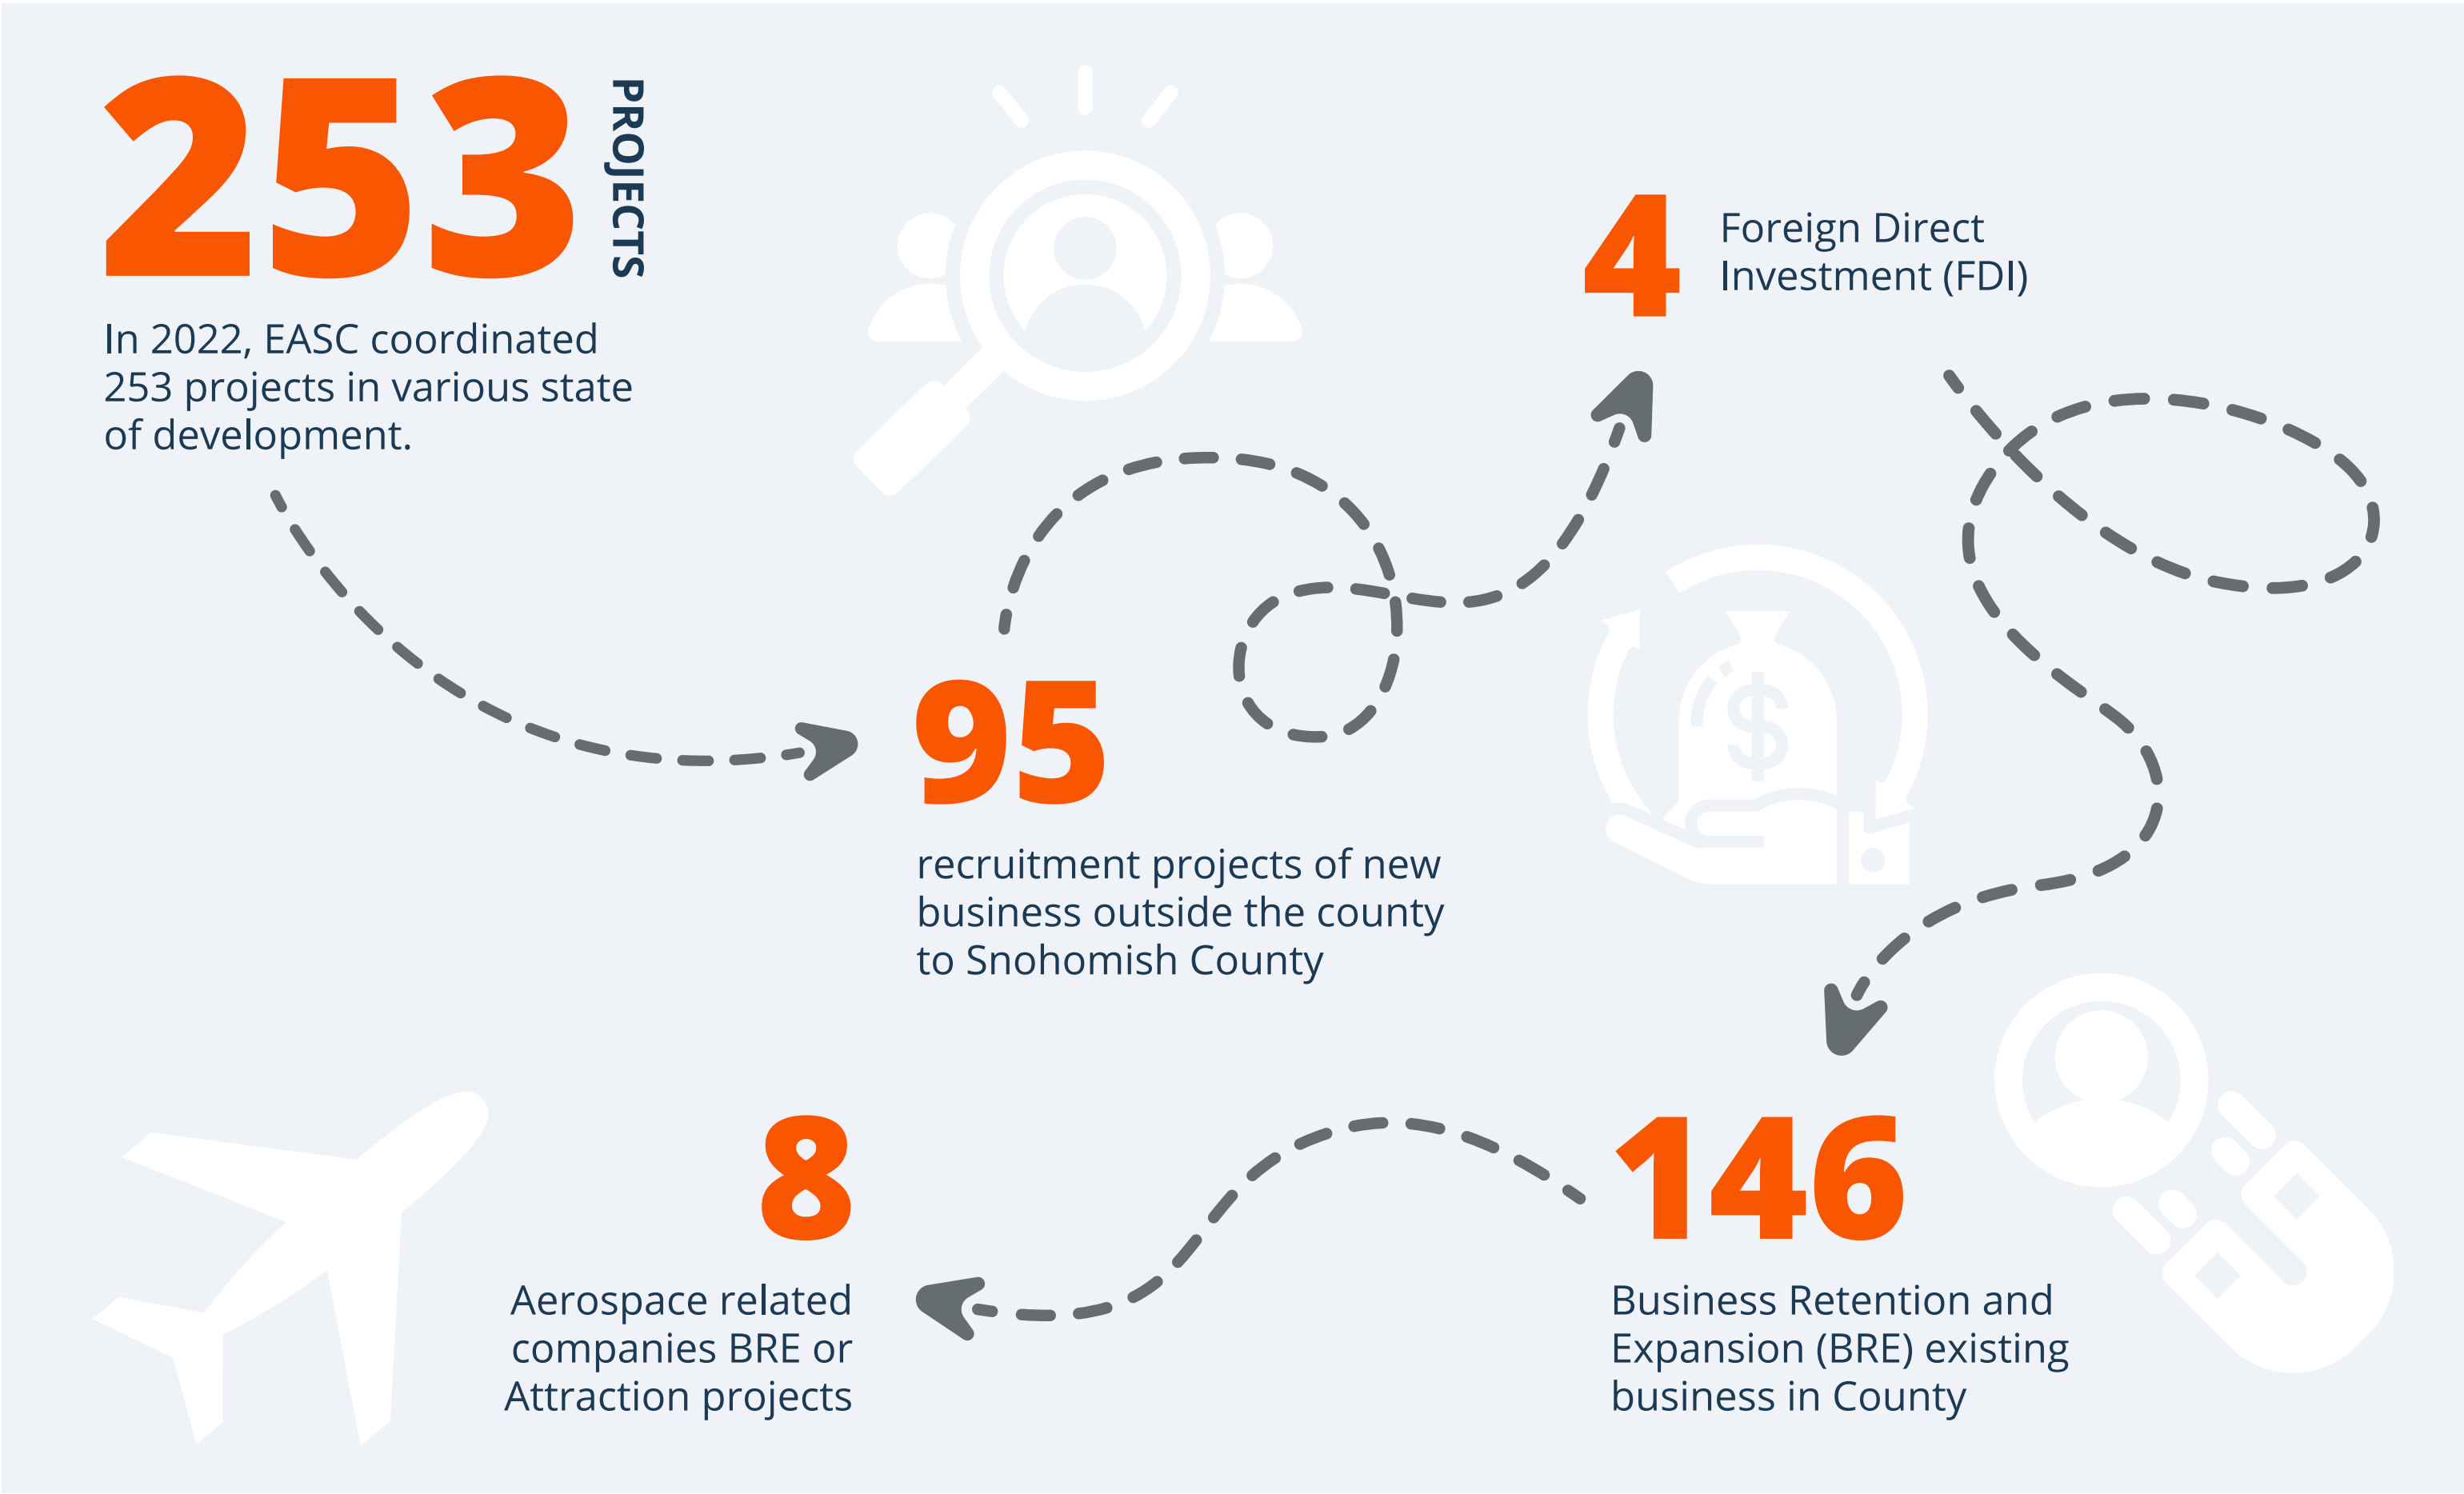 253
PROJECTS
In 2022, EASC coordinated
253 projects in various state
of development.
95
recruitment projects of new
business outside the county
to Snohomish County
4
Foreign Direct
Investment (FDI)
146
Business Retention and
Expansion (BRE) existing
business in County
8
Aerospace related
companies BRE or
Attraction projects